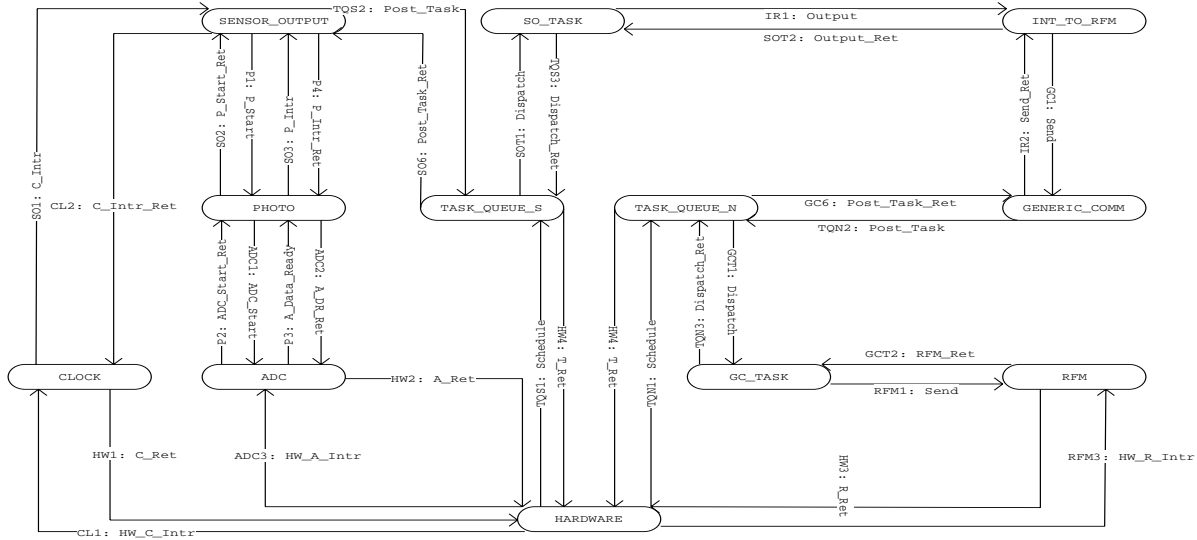 TQS2: Post_Task
SENSOR_OUTPUT
SO_TASK
IR1: Output
INT_TO_RFM
SOT2: Output_Ret
SO2: P_Start_Ret
P1: P_Start
SO3: P_Intr
P4: P_Intr_Ret
SO6: Post_Task_Ret
SOT1: Dispatch
TQS3: Dispatch_Ret
IR2: Send_Ret
GC1: Send
SO1: C_Intr
CL2: C_Intr_Ret
PHOTO
TASK_QUEUE_S
TASK_QUEUE_N
GC6: Post_Task_Ret
GENERIC_COMM
TQN2: Post_Task
P2: ADC_Start_Ret
ADC1: ADC_Start
P3: A_Data_Ready
ADC2: A_DR_Ret
TQS1: Schedule
HW4: T_Ret
HW4: T_Ret
TQN1: Schedule
TQN3: Dispatch_Ret
GCT1: Dispatch
GCT2: RFM_Ret
CLOCK
ADC
HW2: A_Ret
GC_TASK
RFM
RFM1: Send
HW1: C_Ret
ADC3: HW_A_Intr
HW3: R_Ret
RFM3: HW_R_Intr
HARDWARE
CL1: HW_C_Intr